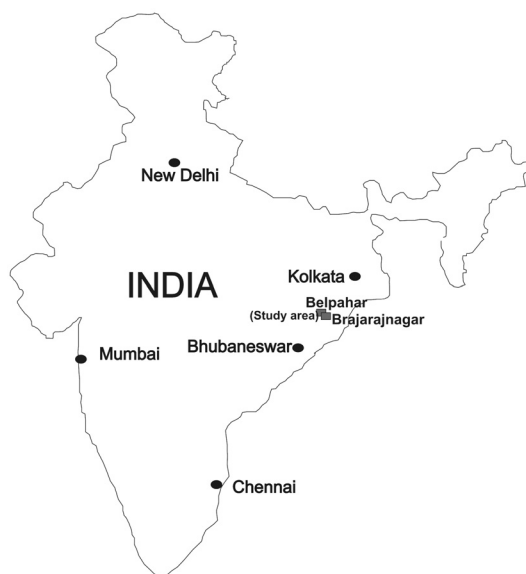 New Delhi
INDIA
Kolkata
Belpahar
(Study area)
Brajarajnagar
Bhubaneswar
Mumbai
Chennai